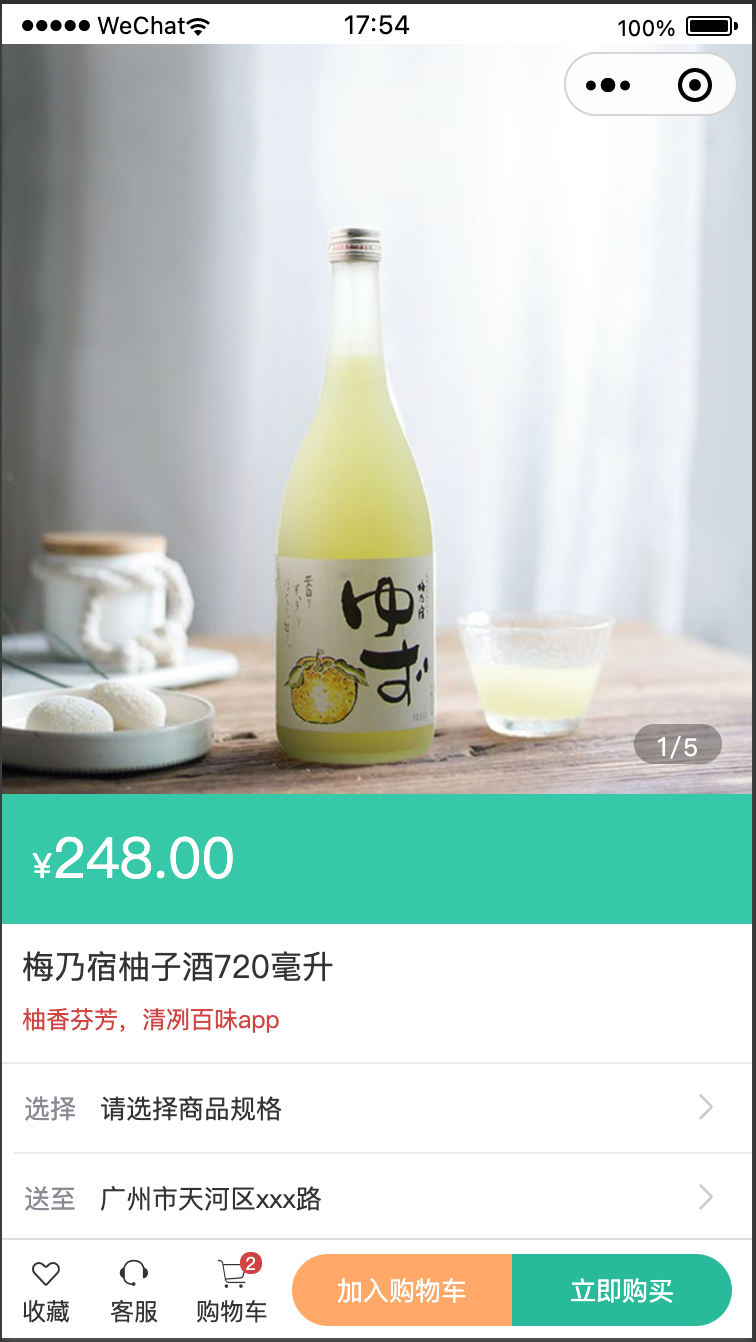 WeChat
17:54
100%
梅乃宿
ゆず
1/5
¥248.00
梅乃宿柚子酒720毫升
柚香芬芳，清冽百味app
选择
请选择商品规格
送至
广州市天河区xxx路
2
收藏
客服
购物车
加入购物车
立即购买